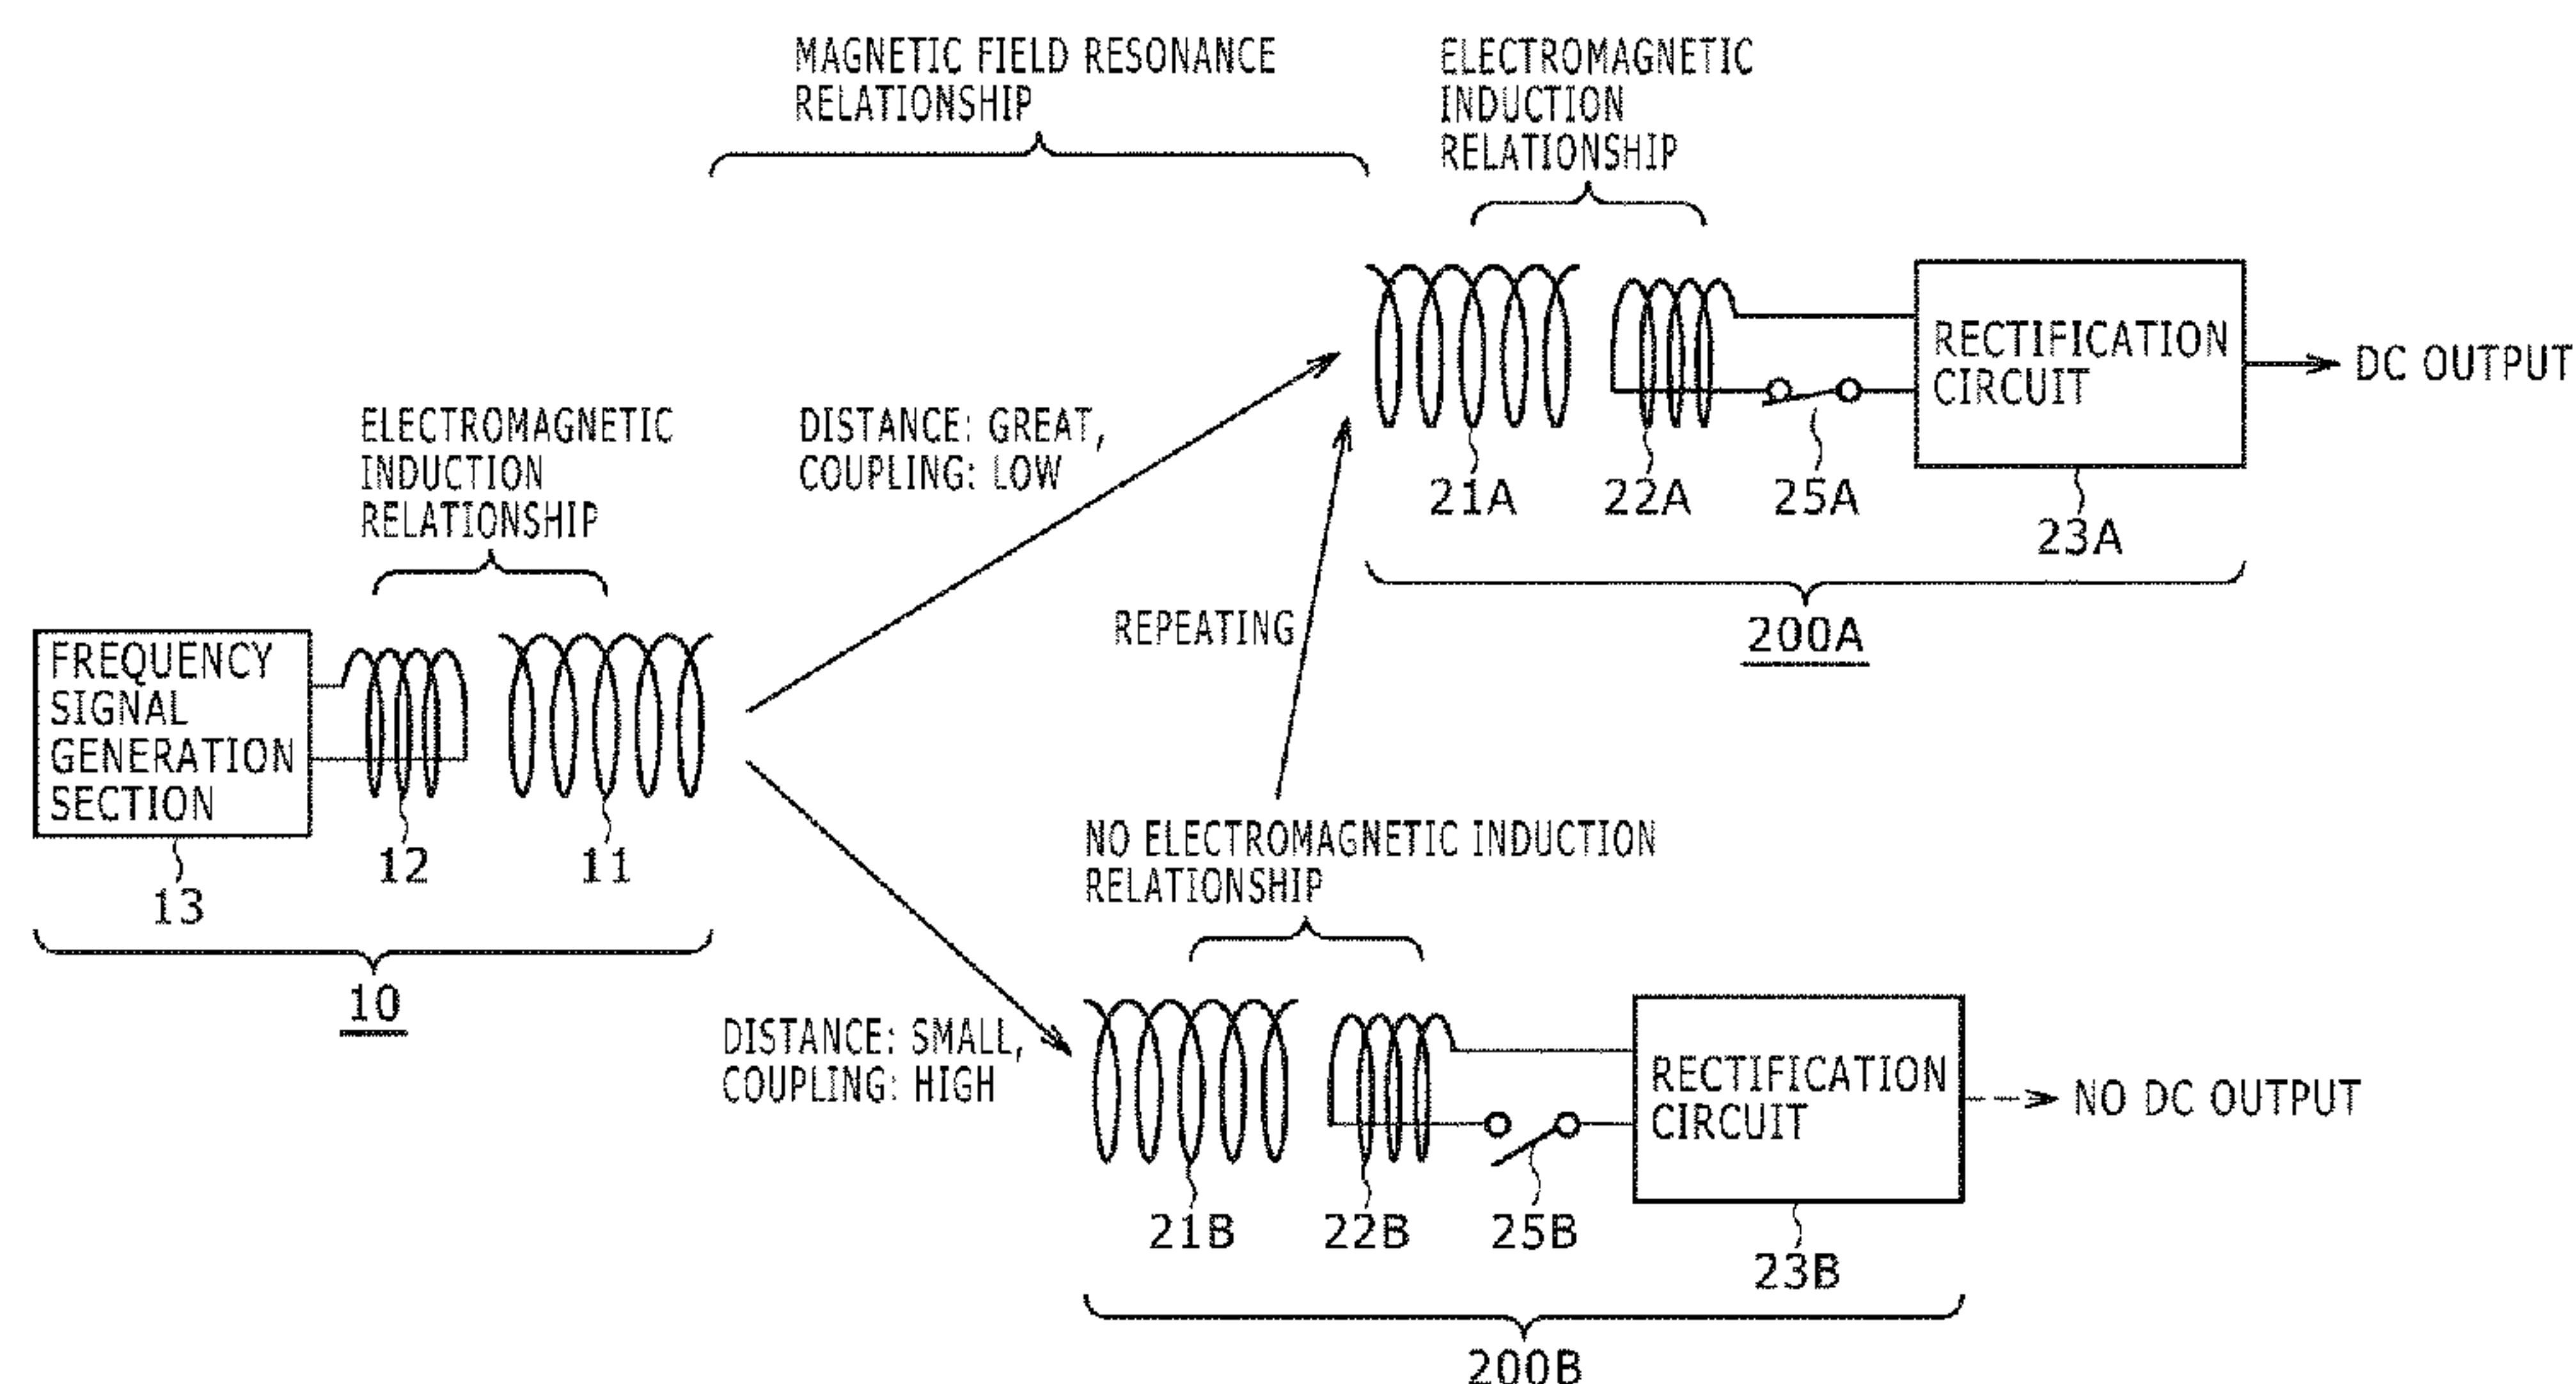 MAGNETIC FIELD RESONANCE
RELATIONSHIP
ELECTROMAGNETIC
INDUCTION
RELATIONSHIP
RECTIFICATION
CIRCUIT
DC OUTPUT
21A
22A
25A
23A
200A
ELECTROMAGNETIC
INDUCTION
RELATIONSHIP
DISTANCE: GREAT,
COUPLING: LOW
REPEATING
FREQUENCY
SIGNAL
GENERATION
SECTION
12
11
13
10
NO ELECTROMAGNETIC INDUCTION
RELATIONSHIP
DISTANCE: SMALL,
COUPLING: HIGH
RECTIFICATION
CIRCUIT
NO DC OUTPUT
21B
22B
25B
23B
200B